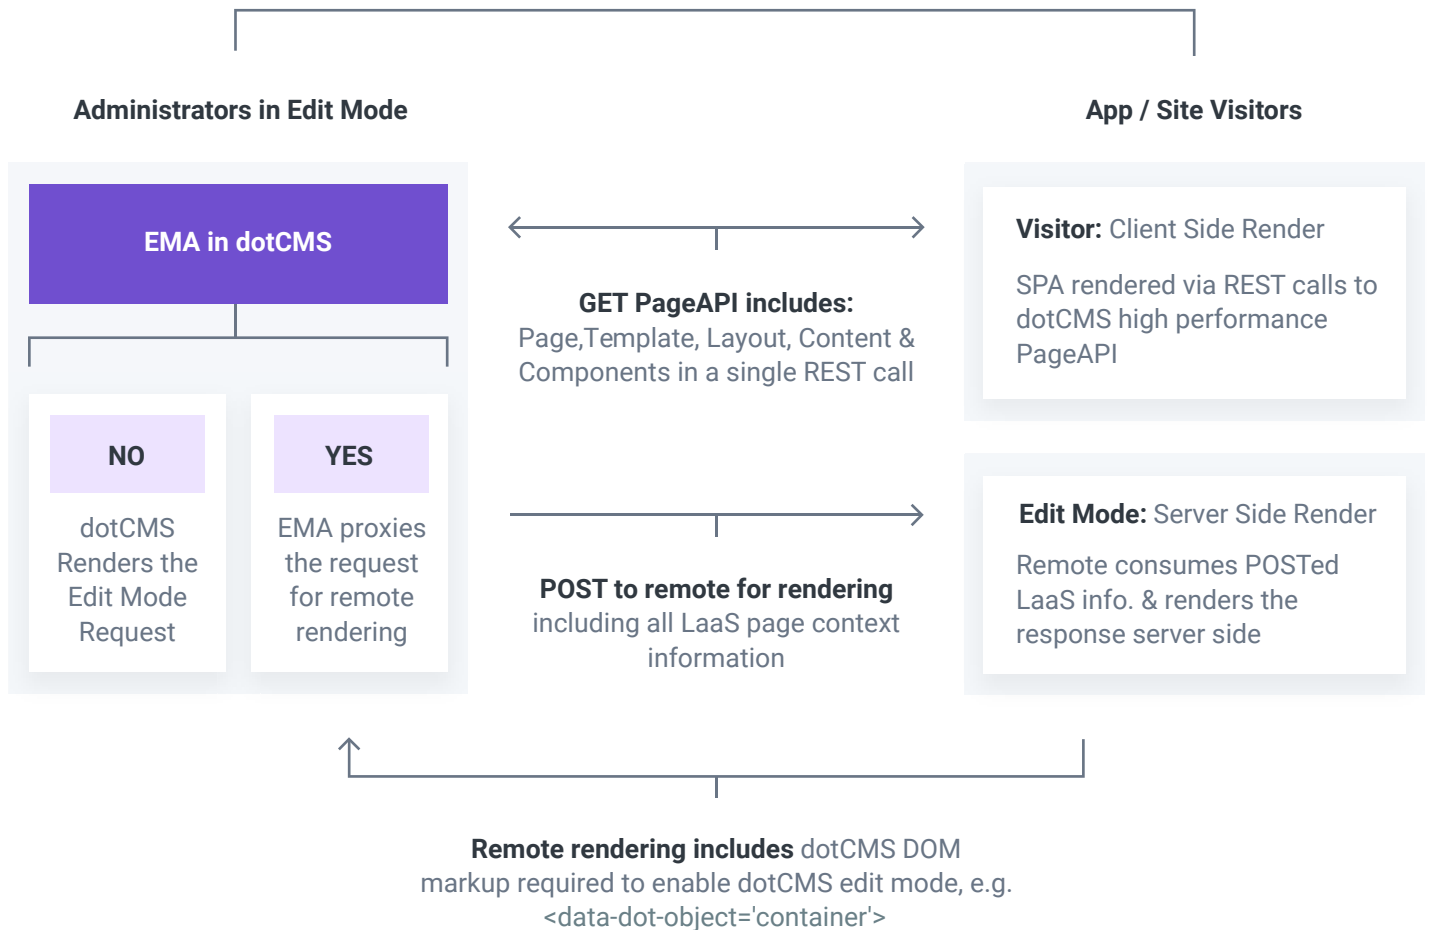 Administrators in Edit Mode
App / Site Visitors
EMA in dotCMS
NO
dotCMS
Renders the
Edit Mode
Request
YES
EMA proxies
the request
for remote
rendering
GET PageAPI includes:
Page,Template, Layout, Content &
Components in a single REST call
POST to remote for rendering
including all LaaS page context
information
Visitor: Client Side Render
SPA rendered via REST calls to
dotCMS high performance
PageAPI
Edit Mode: Server Side Render
Remote consumes POSTed
LaaS info. & renders the
response server side
Remote rendering includes dotCMS DOM
markup required to enable dotCMS edit mode, e.g.
<data-dot-object='container'>